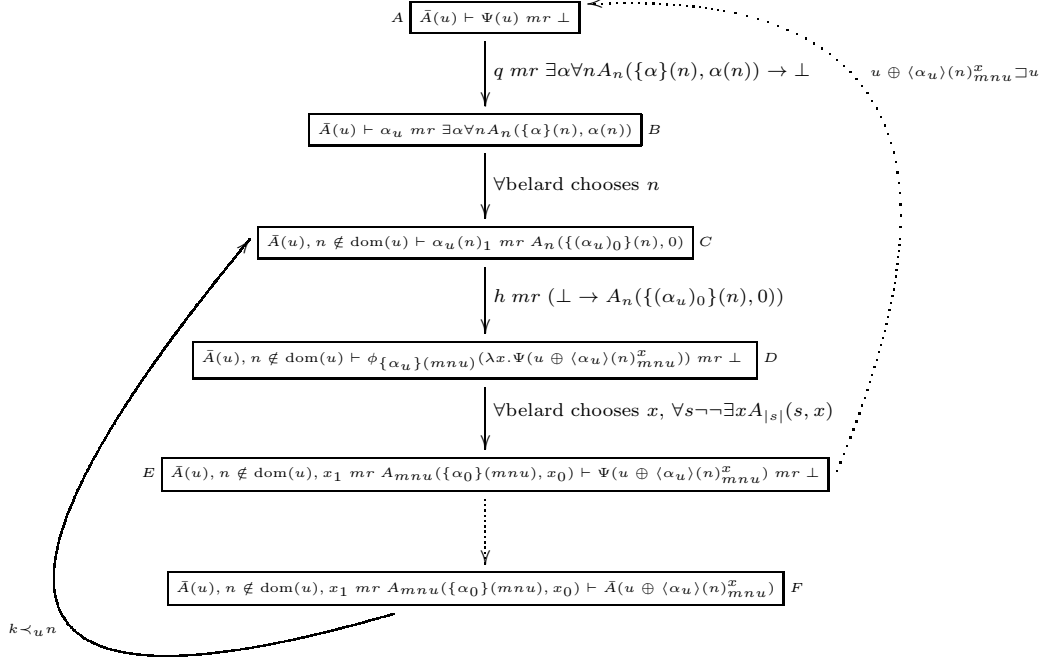 A Ā(u) ⊢ Ψ(u) mr ⊥
q mr ∃α∀nA_n({α}(n), α(n)) → ⊥
u ⊕ ⟨α_u⟩(n)^x_{mnu} ⊐ u
Ā(u) ⊢ α_u mr ∃α∀nA_n({α}(n), α(n)) B
∀belard chooses n
Ā(u), n ∉ dom(u) ⊢ α_u(n)_1 mr A_n({(α_u)_0}(n), 0) C
h mr (⊥ → A_n({(α_u)_0}(n), 0))
Ā(u), n ∉ dom(u) ⊢ ϕ_{{α_u}(mnu)}(λx.Ψ(u ⊕ ⟨α_u⟩(n)^x_{mnu})) mr ⊥ D
∀belard chooses x, ∀s¬¬∃xA_{|s|}(s, x)
E Ā(u), n ∉ dom(u), x_1 mr A_{mnu}({α_0}(mnu), x_0) ⊢ Ψ(u ⊕ ⟨α_u⟩(n)^x_{mnu}) mr ⊥
Ā(u), n ∉ dom(u), x_1 mr A_{mnu}({α_0}(mnu), x_0) ⊢ Ā(u ⊕ ⟨α_u⟩(n)^x_{mnu}) F
k ≺_u n